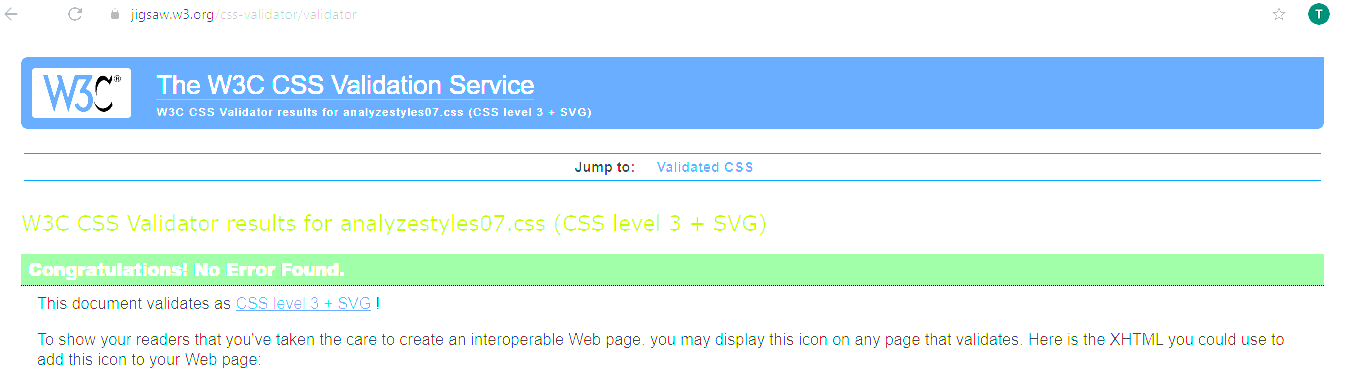 jigsaw.w3.org/css-validator/validator
T
W3C®
The W3C CSS Validation Service
W3C CSS Validator results for analyzestyles07.css (CSS level 3 + SVG)
Jump to: Validated CSS
W3C CSS Validator results for analyzestyles07.css (CSS level 3 + SVG)
Congratulations! No Error Found.
This document validates as CSS level 3 + SVG !
To show your readers that you've taken the care to create an interoperable Web page, you may display this icon on any page that validates. Here is the XHTML you could use to
add this icon to your Web page: